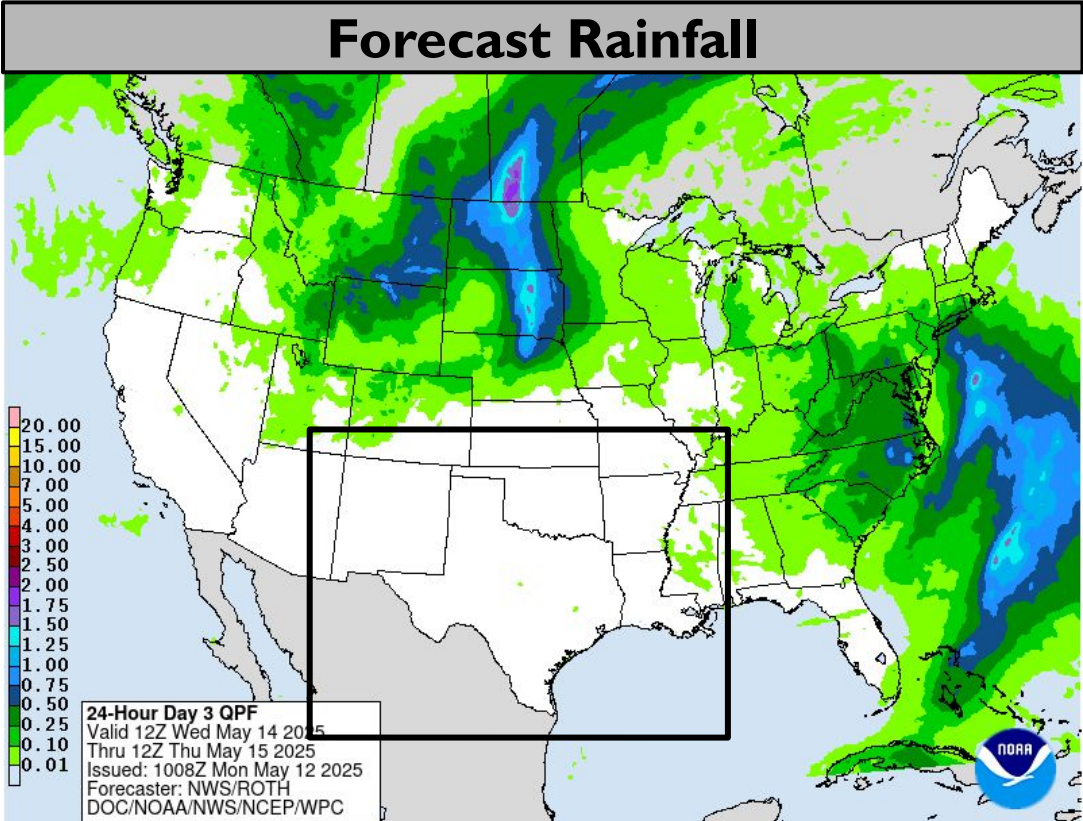 Forecast Rainfall
20.00
15.00
10.00
7.00
5.00
4.00
3.00
2.50
2.00
1.75
1.50
1.25
1.00
0.75
0.50
0.25
0.10
0.01
24-Hour Day 3 QPF
Valid 12Z Wed May 14 2025
Thru 12Z Thu May 15 2025
Issued: 1008Z Mon May 12 2025
Forecaster: NWS/ROTH
DOC/NOAA/NWS/NCEP/WPC
NOAA